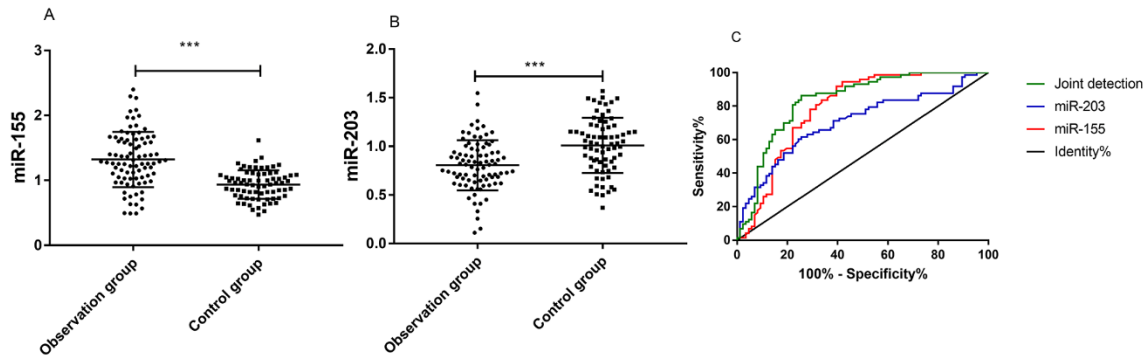 A
miR-155
3
2
1
0
***
Observation group
Control group
B
miR-203
2.0
1.5
1.0
0.5
0.0
***
Observation group
Control group
C
Sensitivity%
100
80
60
40
20
0
0 20 40 60 80 100
100% - Specificity%
Joint detection
miR-203
miR-155
Identity%